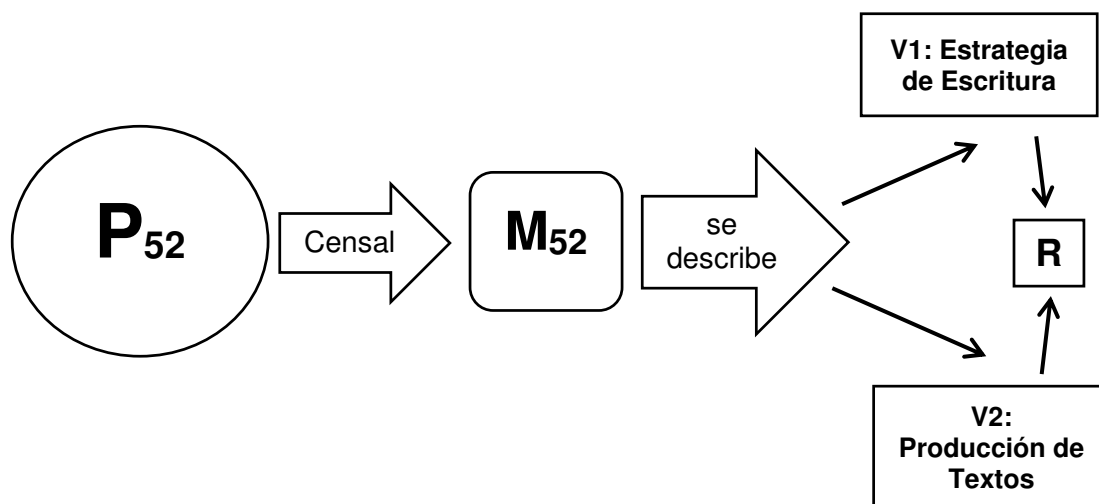 V1: Estrategia
de Escritura
P52
Censal
M52
se
describe
R
V2:
Producción de
Textos